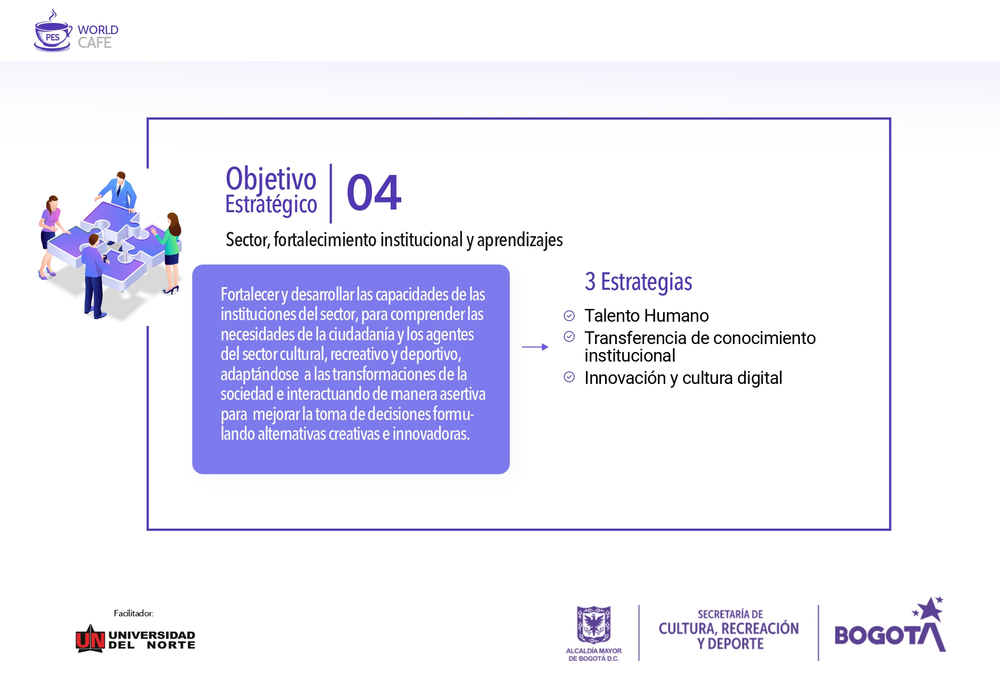 PES
WORLD
CAFÉ
Objetivo
Estratégico
04
Sector, fortalecimiento institucional y aprendizajes
Fortalecer y desarrollar las capacidades de las
instituciones del sector, para comprender las
necesidades de la ciudadanía y los agentes
del sector cultural, recreativo y deportivo,
adaptándose  a las transformaciones de la
sociedad e interactuando de manera asertiva
para  mejorar la toma de decisiones formu-
lando alternativas creativas e innovadoras.
3 Estrategias
Talento Humano
Transferencia de conocimiento
institucional
Innovación y cultura digital
Facilitador:
UN
UNIVERSIDAD
DEL NORTE
ALCALDÍA MAYOR
DE BOGOTÁ D.C.
SECRETARÍA DE
CULTURA, RECREACIÓN
Y DEPORTE
BOGOTÁ